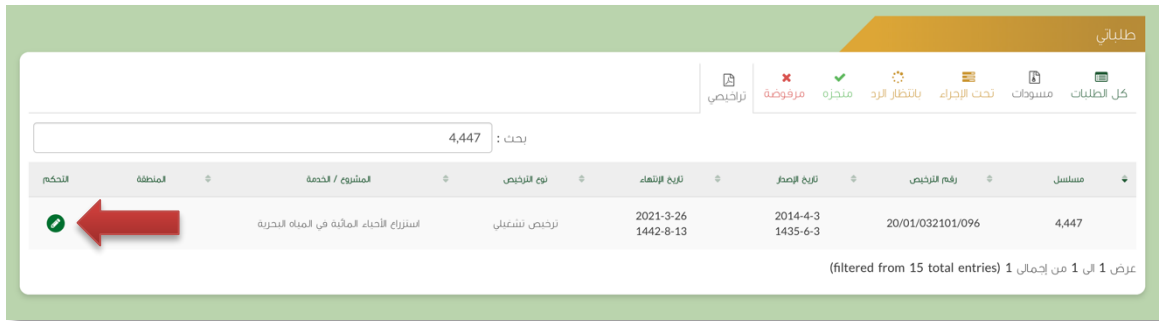 طلباتي
كل الطلبات
مسودات
تحت الإجراء
بانتظار الرد
منجزه
مرفوضة
تراخيصي
بحث : 4,447
مسلسل رقم الترخيص تاريخ الإصدار تاريخ الإنتهاء نوع الترخيص المشروع / الخدمة المنطقة التحكم
4,447 20/01/032101/096 2014-4-3 2021-3-26 ترخيص تشغيلي استزراع الأحياء المائية في المياه البحرية
1435-6-3 1442-8-13
عرض 1 الى 1 من إجمالي 1 (filtered from 15 total entries)